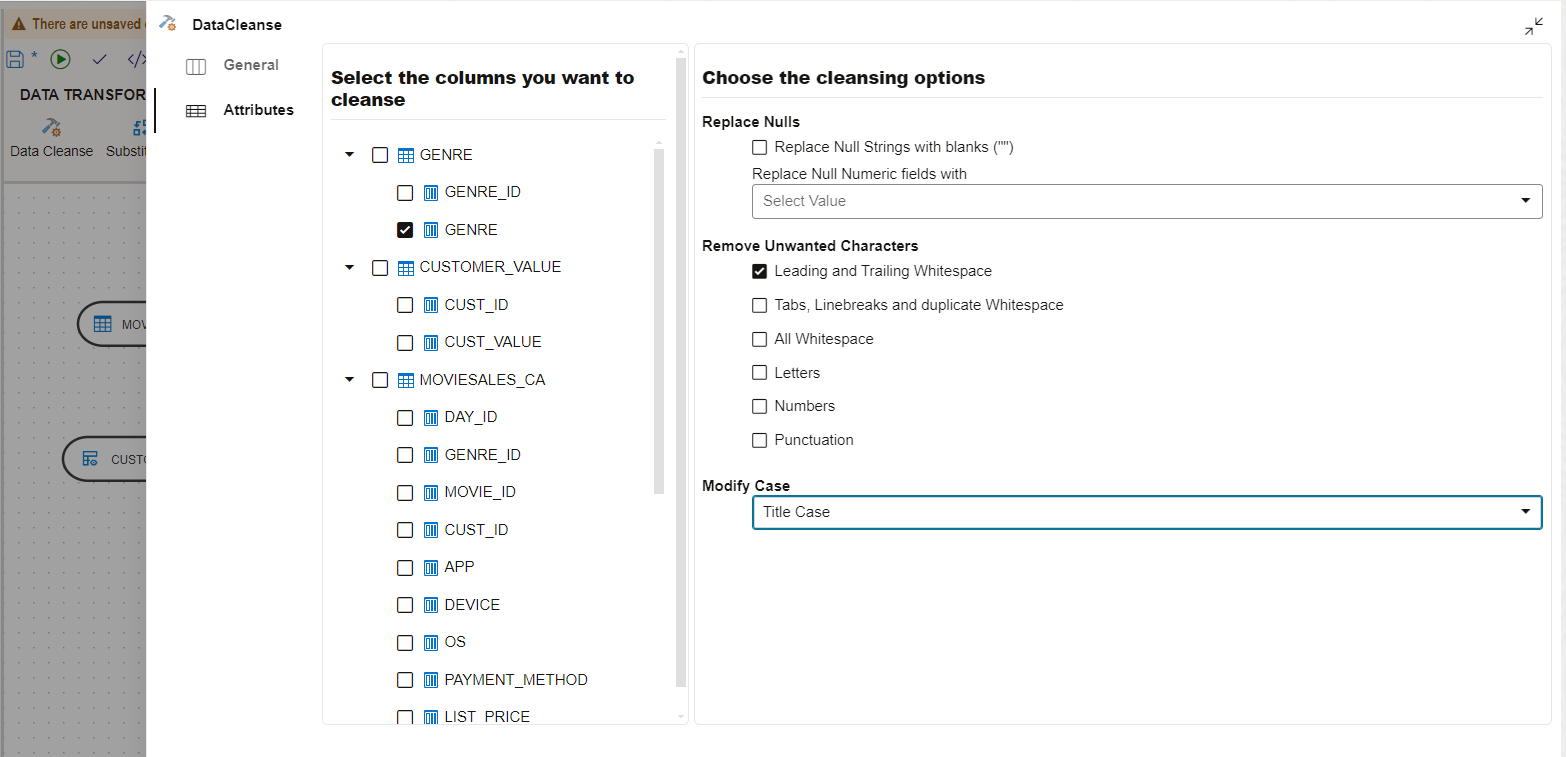 There are unsaved
DataCleanse
*
DATA TRANSFOR
Data Cleanse
Substit
MOV
CUSTO
General
Attributes
Select the columns you want to
cleanse
GENRE
GENRE_ID
GENRE
CUSTOMER_VALUE
CUST_ID
CUST_VALUE
MOVIESALES_CA
DAY_ID
GENRE_ID
MOVIE_ID
CUST_ID
APP
DEVICE
OS
PAYMENT_METHOD
LIST_PRICE
Choose the cleansing options
Replace Nulls
Replace Null Strings with blanks ("")
Replace Null Numeric fields with
Select Value
Remove Unwanted Characters
Leading and Trailing Whitespace
Tabs, Linebreaks and duplicate Whitespace
All Whitespace
Letters
Numbers
Punctuation
Modify Case
Title Case